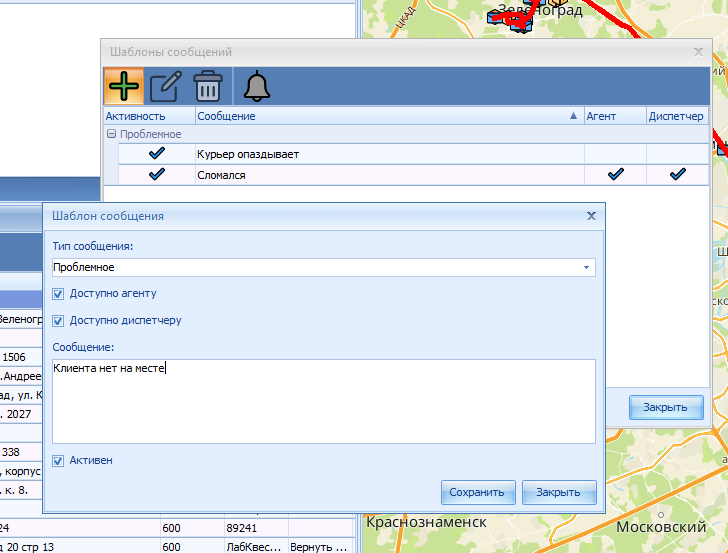 ЦКАД
Зеленоград
Шаблоны сообщений
Активность Сообщение Агент Диспетчер
Проблемное
Курьер опаздывает
Сломался
Шаблон сообщения
Тип сообщения:
Проблемное
Доступно агенту
Доступно диспетчеру
Сообщение:
Клиента нет на месте
Активен
Сохранить Закрыть
Закрыть
Зеленогр
1506
.Андрее
ад, ул. К
. 2027
338
, корпус
. к. 8.
24 600 89241
д 20 стр 13 600 ЛабКвес... Вернуть ...
Краснознаменск
Московский